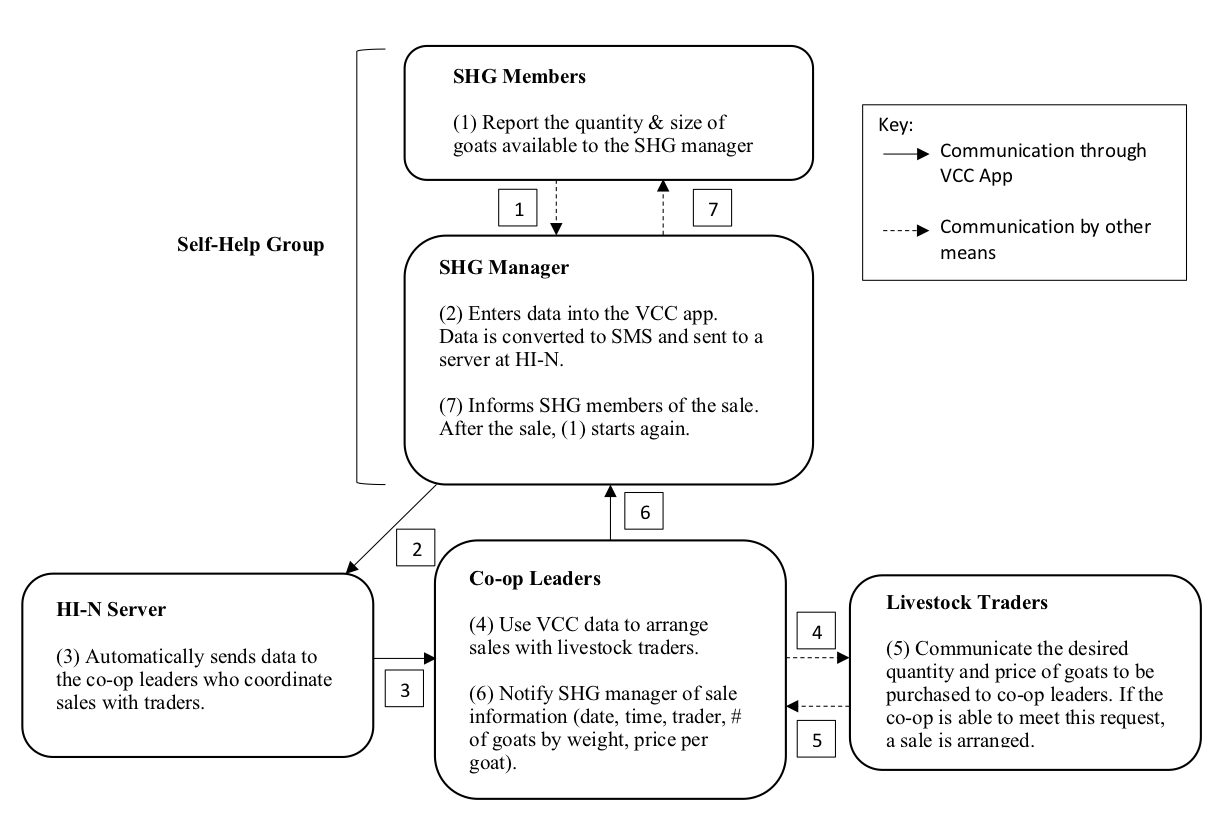 SHG Members
(1) Report the quantity & size of
goats available to the SHG manager
Key:
Communication through
VCC App
Communication by other
means
1
7
Self-Help Group
SHG Manager
(2) Enters data into the VCC app.
Data is converted to SMS and sent to a
server at HI-N.
(7) Informs SHG members of the sale.
After the sale, (1) starts again.
2
6
HI-N Server
(3) Automatically sends data to
the co-op leaders who coordinate
sales with traders.
3
Co-op Leaders
(4) Use VCC data to arrange
sales with livestock traders.
(6) Notify SHG manager of sale
information (date, time, trader, #
of goats by weight, price per
goat).
4
5
Livestock Traders
(5) Communicate the desired
quantity and price of goats to be
purchased to co-op leaders. If the
co-op is able to meet this request,
a sale is arranged.